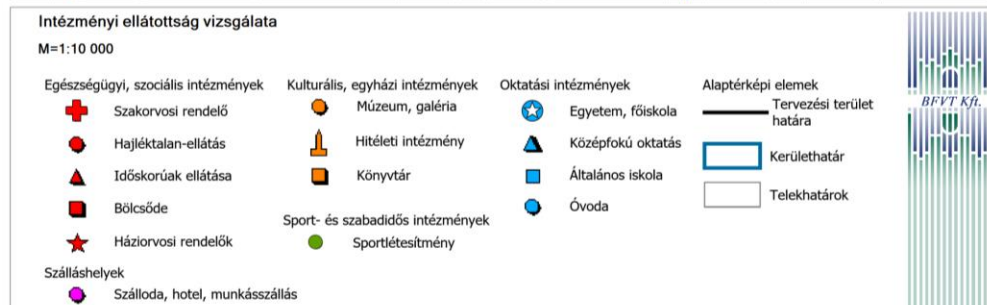 Intézményi ellátottság vizsgálata
M=1:10 000
Egészségügyi, szociális intézmények
Szakorvosi rendelő
Hajléktalan-ellátás
Időskorúak ellátása
Bölcsőde
Háziorvosi rendelők
Szálláshelyek
Szálloda, hotel, munkásszállás
Kulturális, egyházi intézmények
Múzeum, galéria
Hitéleti intézmény
Könyvtár
Sport- és szabadidős intézmények
Sportlétesítmény
Oktatási intézmények
Egyetem, főiskola
Középfokú oktatás
Általános iskola
Óvoda
Alaptérképi elemek
Tervezési terület
határa
Kerülethatár
Telekhatárok
BFVT Kft.